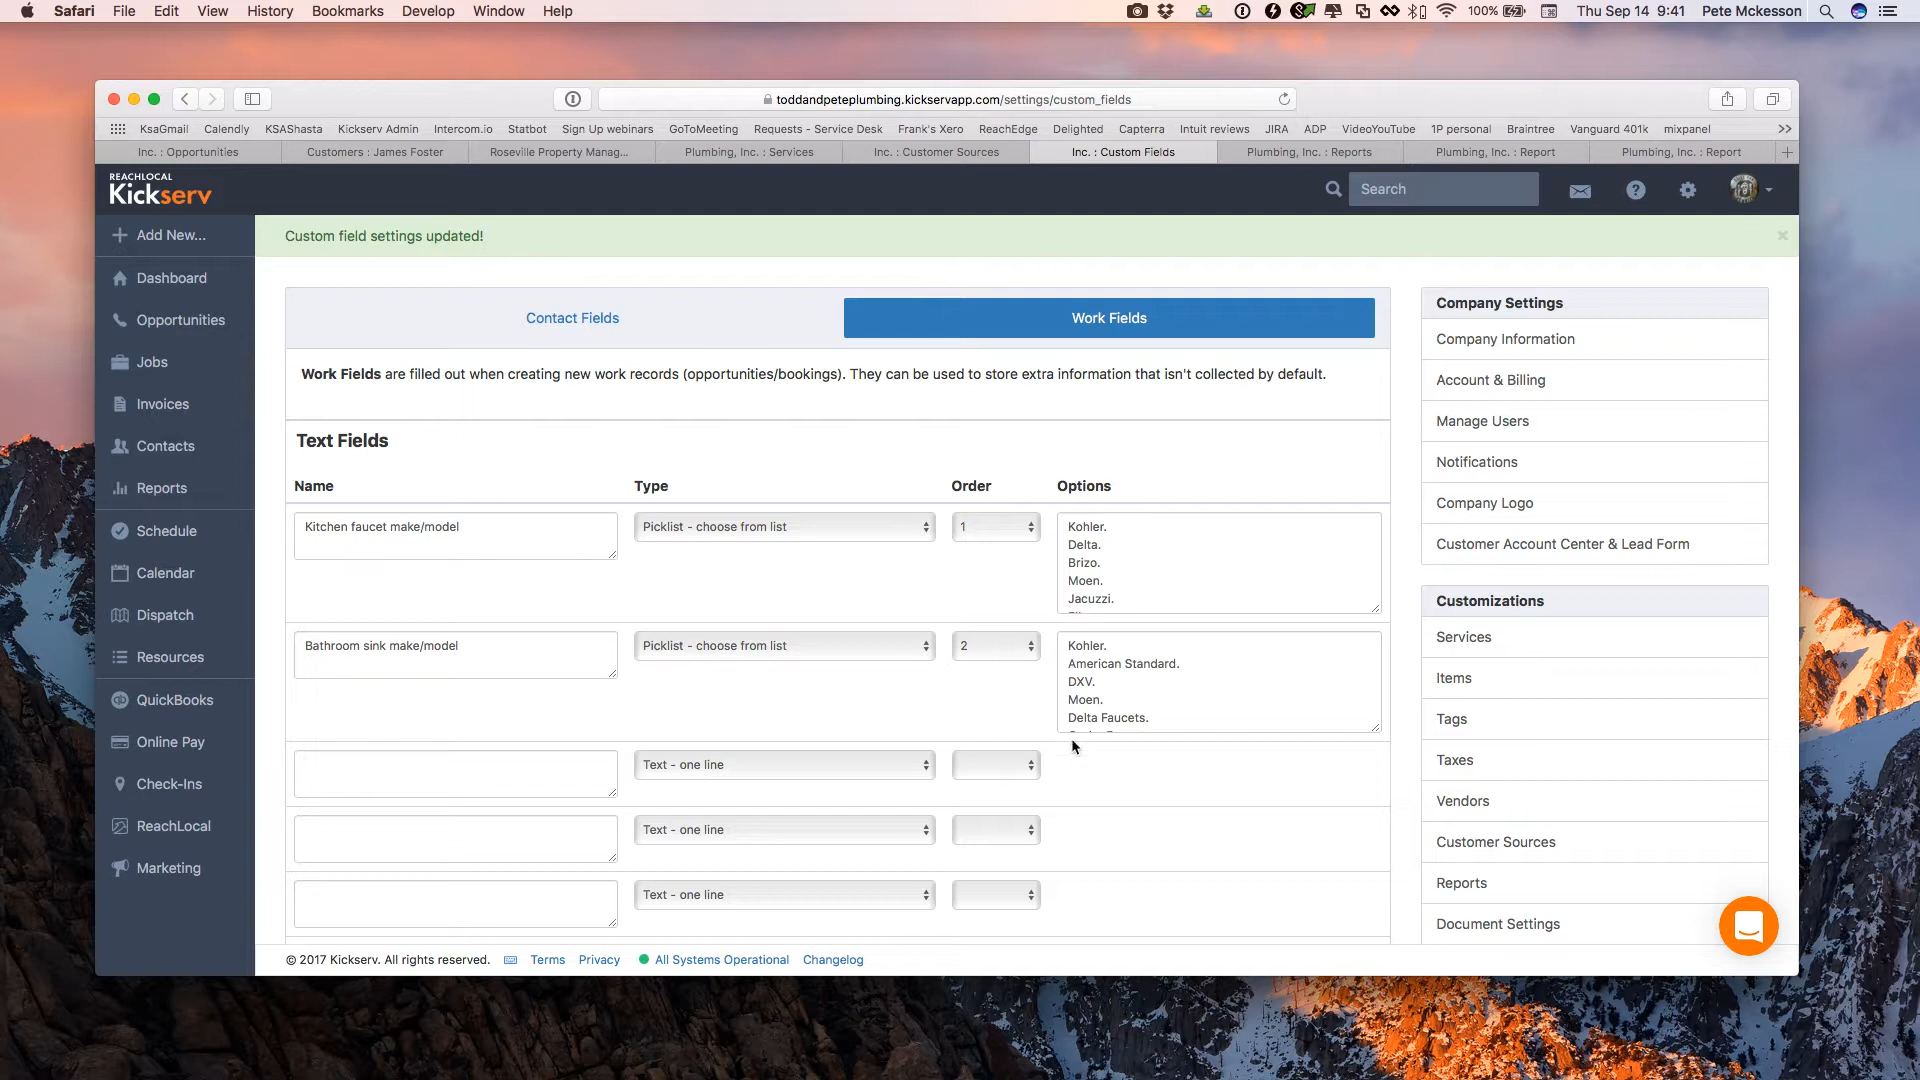 Safari File Edit View History Bookmarks Develop Window Help 100% Thu Sep 14 9:41 Pete Mckesson
toddandpeteplumbing.kickservapp.com/settings/custom_fields
KsaGmail Calendly KSAShasta Kickserv Admin Intercom.io Statbot Sign Up webinars GoToMeeting Requests - Service Desk Frank's Xero ReachEdge Delighted Capterra Intuit reviews JIRA ADP VideoYouTube 1P personal Braintree Vanguard 401k mixpanel
Inc. : Opportunities Customers : James Foster Roseville Property Manag... Plumbing, Inc. : Services Inc. : Customer Sources Inc. : Custom Fields Plumbing, Inc. : Reports Plumbing, Inc. : Report Plumbing, Inc. : Report
REACHLOCAL
Kickserv
Search
Add New...
Dashboard
Opportunities
Jobs
Invoices
Contacts
Reports
Schedule
Calendar
Dispatch
Resources
QuickBooks
Online Pay
Check-Ins
ReachLocal
Marketing
Custom field settings updated!
Contact Fields Work Fields
Work Fields are filled out when creating new work records (opportunities/bookings). They can be used to store extra information that isn't collected by default.
Text Fields
Name Type Order Options
Kitchen faucet make/model Picklist - choose from list 1 Kohler.
Delta.
Brizo.
Moen.
Jacuzzi.
Bathroom sink make/model Picklist - choose from list 2 Kohler.
American Standard.
DXV.
Moen.
Delta Faucets.
Text - one line
Text - one line
Text - one line
Company Settings
Company Information
Account & Billing
Manage Users
Notifications
Company Logo
Customer Account Center & Lead Form
Customizations
Services
Items
Tags
Taxes
Vendors
Customer Sources
Reports
Document Settings
© 2017 Kickserv. All rights reserved. Terms Privacy All Systems Operational Changelog